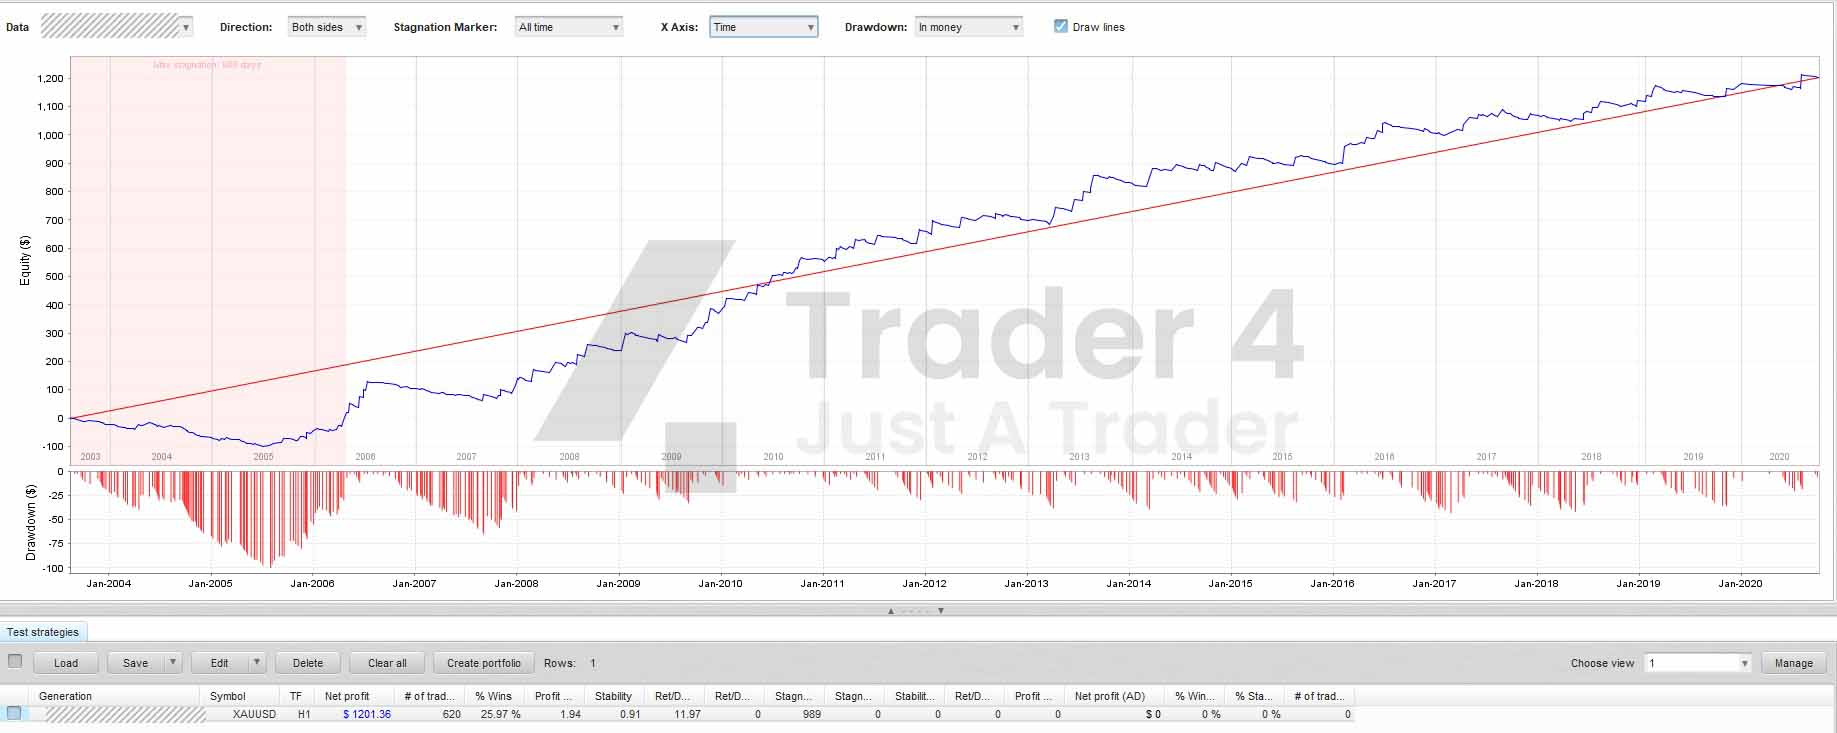 Data Direction: Both sides Stagnation Marker: All time X Axis: Time Drawdown: In money Draw lines
Max stagnation: 989 days
1,200
1,100
1,000
900
800
700
600
500
400
300
200
100
0
-100
Equity ($)
Trader 4
Just A Trader
2003 2004 2005 2006 2007 2008 2009 2010 2011 2012 2013 2014 2015 2016 2017 2018 2019 2020
0
-25
-50
-75
-100
Drawdown ($)
Jan-2004 Jan-2005 Jan-2006 Jan-2007 Jan-2008 Jan-2009 Jan-2010 Jan-2011 Jan-2012 Jan-2013 Jan-2014 Jan-2015 Jan-2016 Jan-2017 Jan-2018 Jan-2019 Jan-2020
Test strategies
Load Save Edit Delete Clear all Create portfolio Rows: 1 Choose view 1 Manage
Generation Symbol TF Net profit # of trad... % Wins Profit ... Stability Ret/D... Ret/D... Stagn... Stagn... Stabilit... Ret/D... Profit ... Net profit (AD) % Win... % Sta... # of trad...
XAUUSD H1 $ 1201.36 620 25.97 % 1.94 0.91 11.97 0 989 0 0 0 0 $ 0 0 % 0 % 0